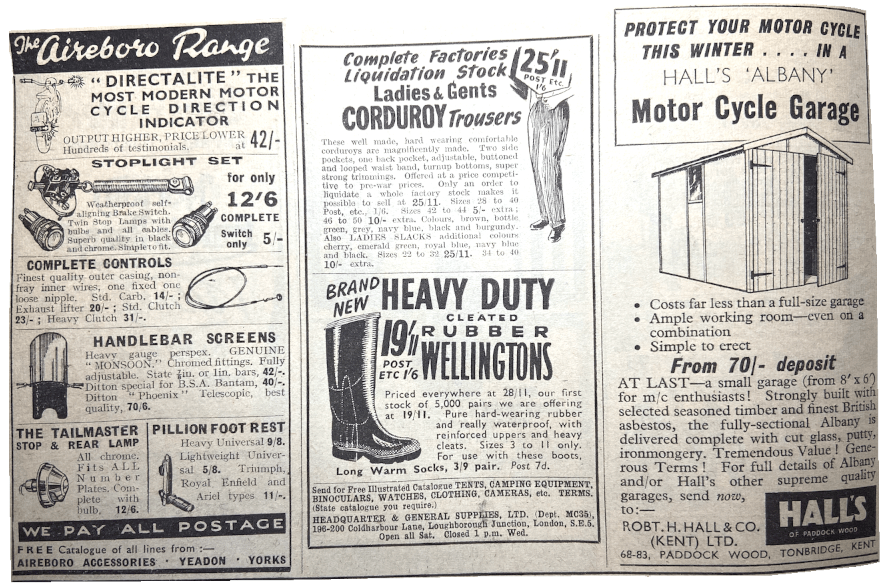 The Aireboro Range
"DIRECTALITE" THE
MOST MODERN MOTOR
CYCLE DIRECTION
INDICATOR
OUTPUT HIGHER, PRICE LOWER
Hundreds of testimonials. at 42/-
STOPLIGHT SET
for only
12'6
COMPLETE
Switch
only 5/-
Weatherproof self-
aligning Brake Switch.
Twin Stop Lamps with
bulbs and all cables.
Superb quality in black
and chrome. Simple to fit.
COMPLETE CONTROLS
Finest quality outer casing, non-
fray inner wires, one fixed one
loose nipple. Std. Carb. 14/-;
Exhaust lifter 20/-; Std. Clutch
23/-; Heavy Clutch 31/-.
HANDLEBAR SCREENS
Heavy gauge perspex. GENUINE
"MONSOON." Chromed fittings. Fully
adjustable. State ⅞in. or 1in. bars, 42/-.
Ditton special for B.S.A. Bantam, 40/-.
Ditton "Phoenix" Telescopic, best
quality, 70/6.
THE TAILMASTER
STOP & REAR LAMP
All chrome.
Fits ALL
Number
Plates. Com-
plete with
bulb. 12/6.
PILLION FOOT REST
Heavy Universal 9/8.
Lightweight Univer-
sal 5/8. Triumph,
Royal Enfield and
Ariel types. 11/-.
WE PAY ALL POSTAGE
FREE Catalogue of all lines from :—
AIREBORO ACCESSORIES · YEADON · YORKS
Complete Factories
Liquidation Stock
Ladies & Gents
CORDUROY Trousers
25/11
POST ETC
1/6
These well made, hard wearing comfortable
corduroys are magnificently made. Two side
pockets, one back pocket, adjustable, buttoned
and looped waist band, turnup bottoms, super
strong trimmings. Offered at a price competi-
tive to pre-war prices. Only an order to
liquidate a whole factory stock makes it
possible to sell at 25/11. Sizes 28 to 40
Post, etc., 1/6. Sizes 42 to 44 5/- extra;
46 to 50 10/- extra. Colours, brown, bottle
green, grey, navy blue, black and burgundy.
Also LADIES SLACKS additional colours
cherry, emerald green, royal blue, navy blue
and black. Sizes 22 to 32 25/11. 34 to 40
10/- extra.
BRAND
NEW
HEAVY DUTY
CLEATED
RUBBER
WELLINGTONS
19/11
POST
ETC 1/6
Priced everywhere at 28/11, our first
stock of 5,000 pairs we are offering
at 19/11. Pure hard-wearing rubber
and really waterproof, with
reinforced uppers and heavy
cleats. Sizes 3 to 11 only.
For use with these boots,
Long Warm Socks, 3/9 pair. Post 7d.
Send for Free Illustrated Catalogue TENTS, CAMPING EQUIPMENT,
BINOCULARS, WATCHES, CLOTHING, CAMERAS, etc. TERMS.
(State catalogue you require.)
HEADQUARTER & GENERAL SUPPLIES, LTD. (Dept. MC35),
196-200 Coldharbour Lane, Loughborough Junction, London, S.E.5.
Open all Sat. Closed 1 p.m. Wed.
PROTECT YOUR MOTOR CYCLE
THIS WINTER .... IN A
HALL'S 'ALBANY'
Motor Cycle Garage
• Costs far less than a full-size garage
• Ample working room—even on a
combination
• Simple to erect
From 70/- deposit
AT LAST—a small garage (from 8' x 6')
for m/c enthusiasts! Strongly built with
selected seasoned timber and finest British
asbestos, the fully-sectional Albany is
delivered complete with cut glass, putty,
ironmongery. Tremendous Value! Gene-
rous Terms! For full details of Albany
and/or Hall's other supreme quality
garages, send now,
to:—
ROBT. H. HALL & CO.
(KENT) LTD.
HALL'S
OF PADDOCK WOOD
68-83, PADDOCK WOOD, TONBRIDGE, KENT